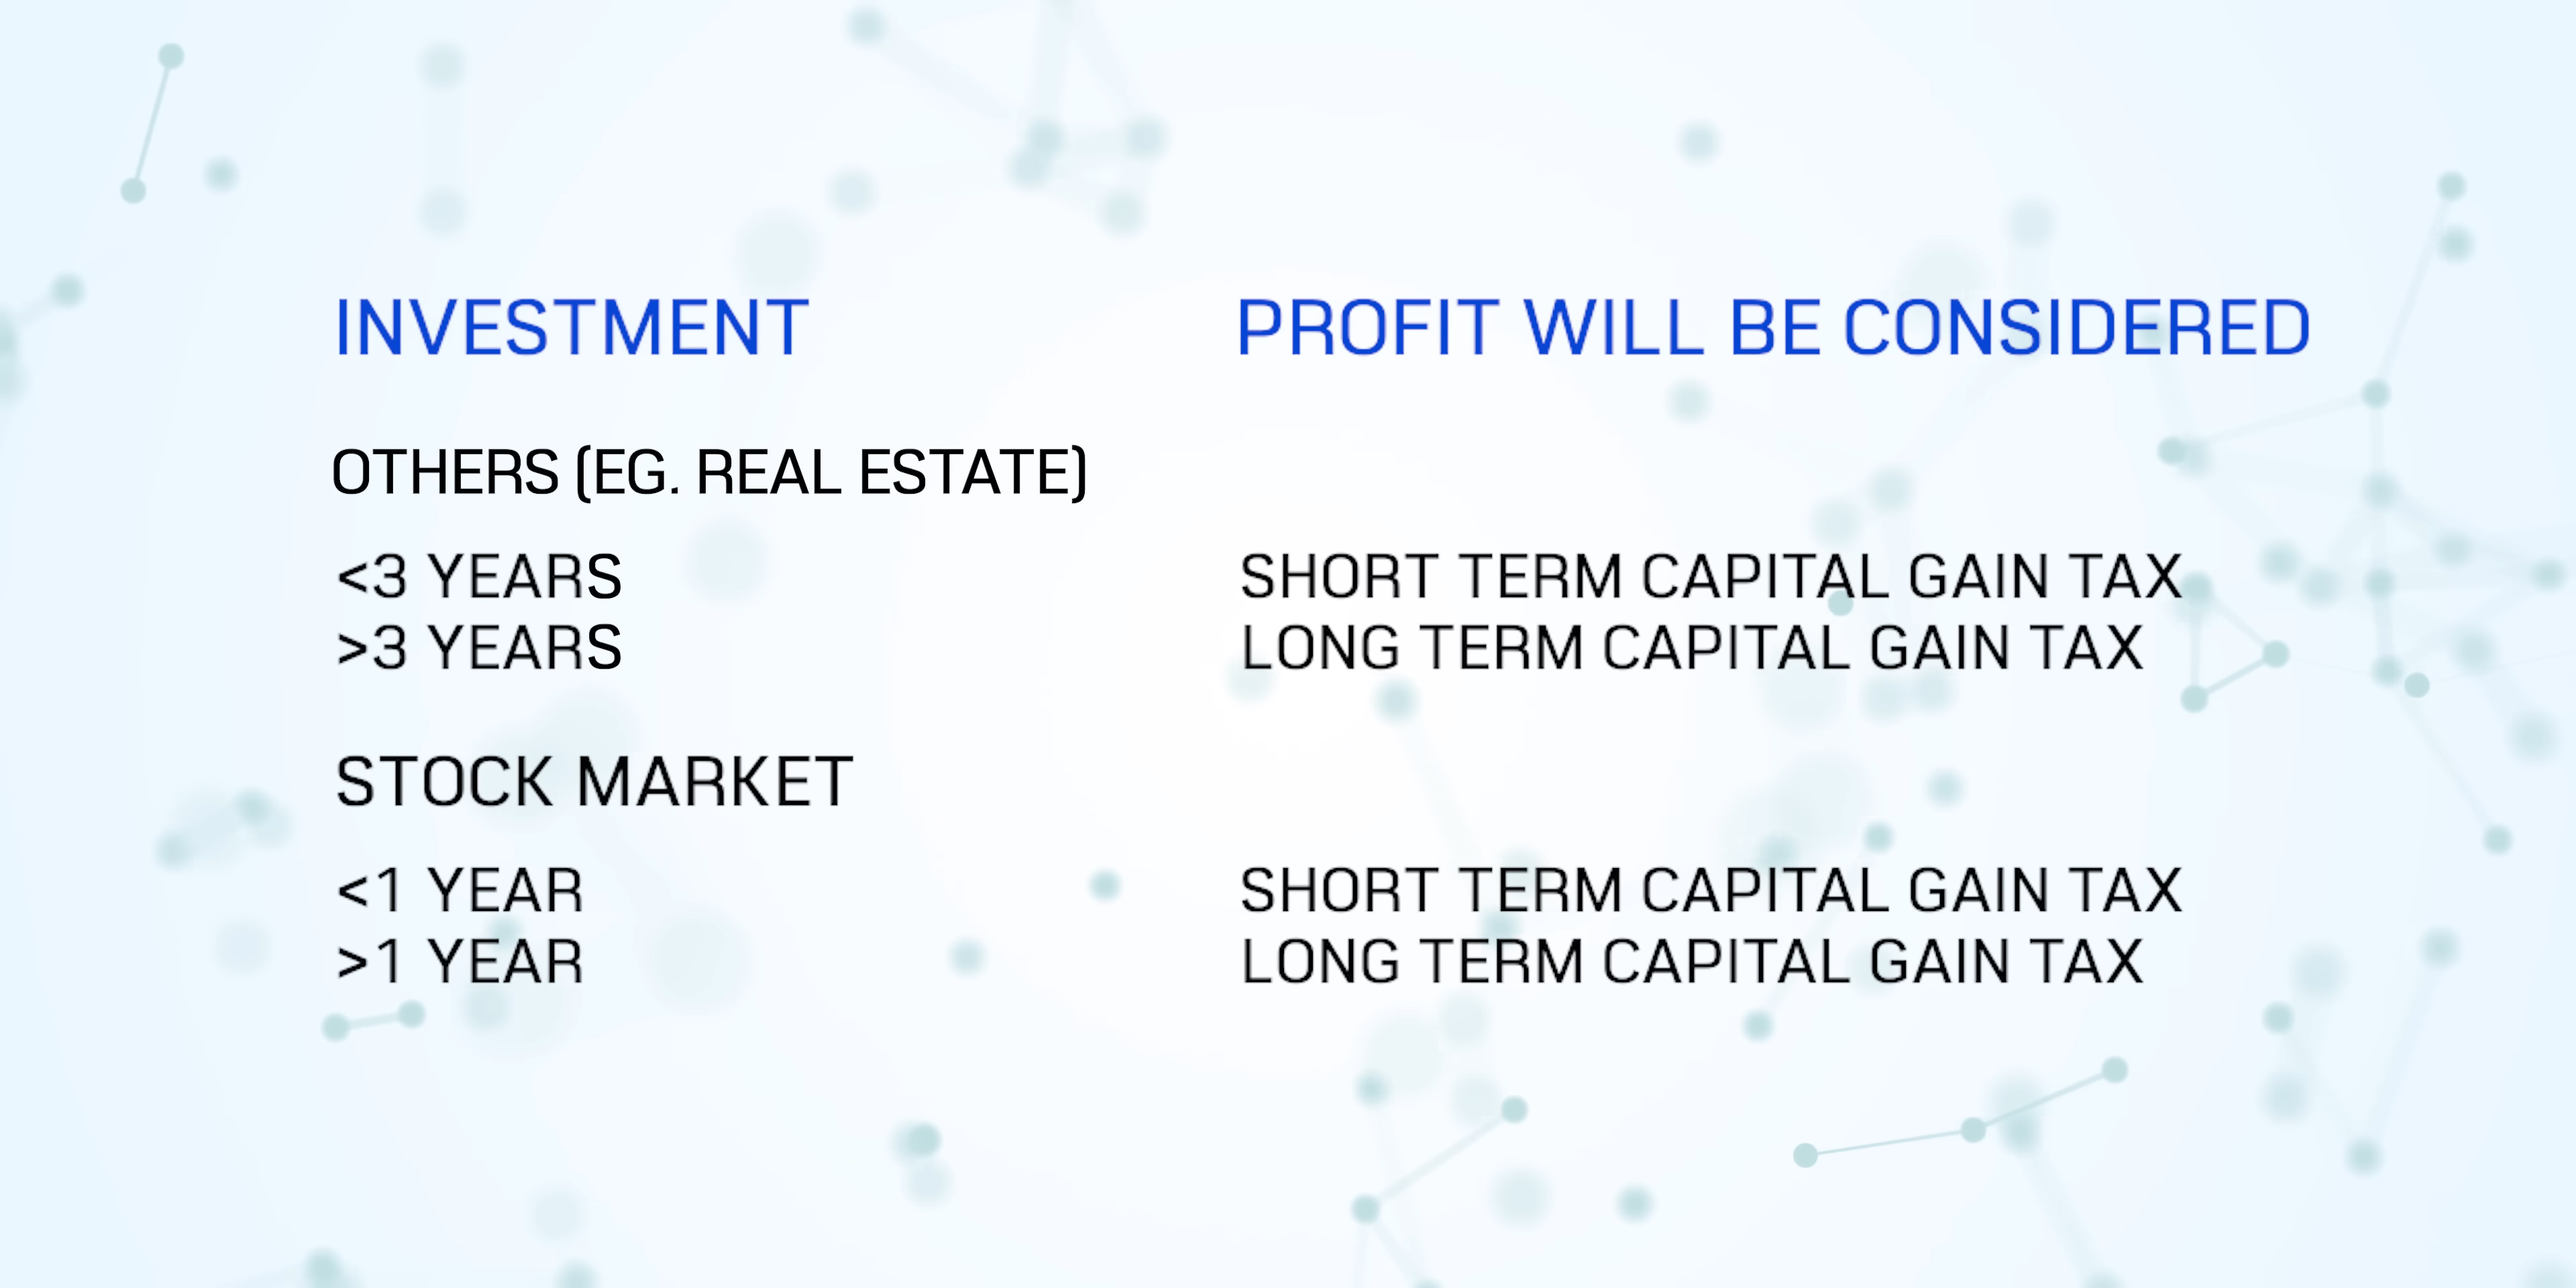 INVESTMENT PROFIT WILL BE CONSIDERED
OTHERS (EG. REAL ESTATE)
<3 YEARS SHORT TERM CAPITAL GAIN TAX
>3 YEARS LONG TERM CAPITAL GAIN TAX
STOCK MARKET
<1 YEAR SHORT TERM CAPITAL GAIN TAX
>1 YEAR LONG TERM CAPITAL GAIN TAX